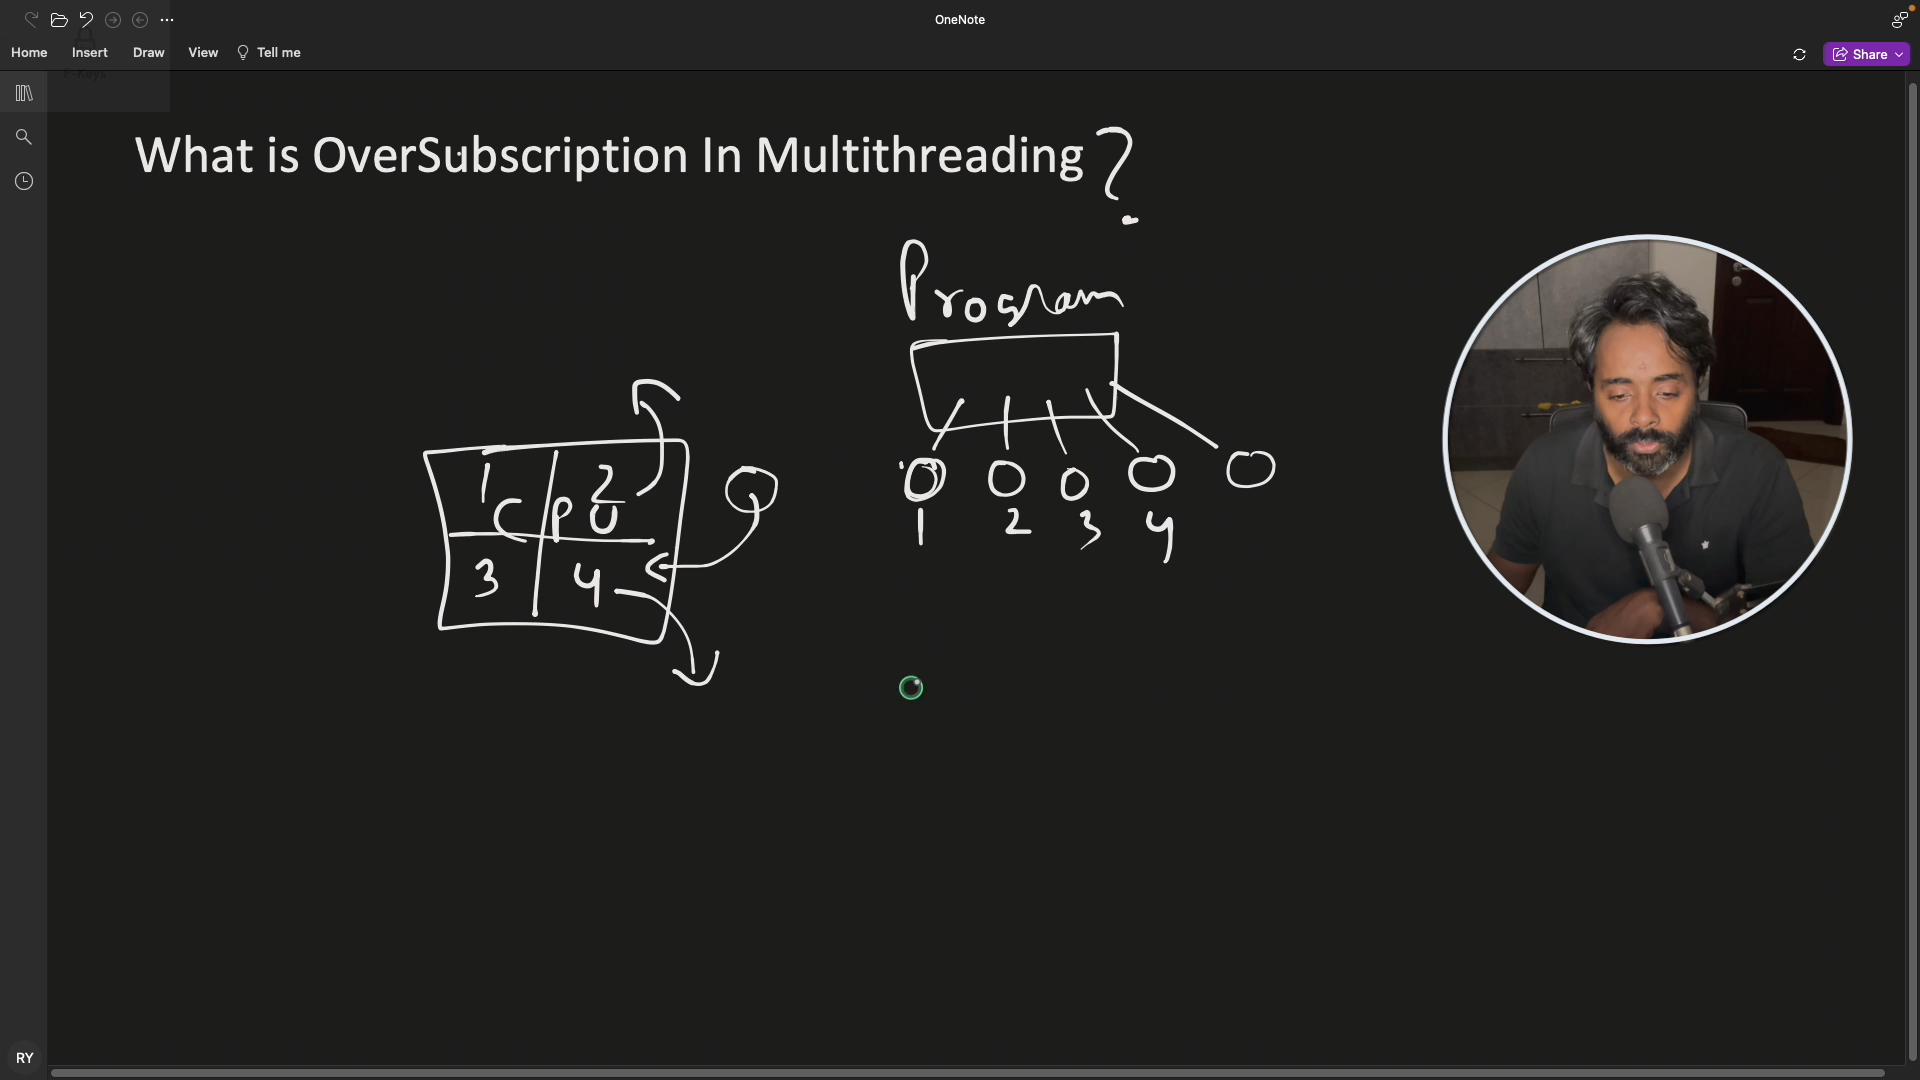 OneNote
Home Insert Draw View Tell me
Share
F-Keys
What is OverSubscription In Multithreading ?
Program
1 2
CPU
3 4
1 2 3 4
RY